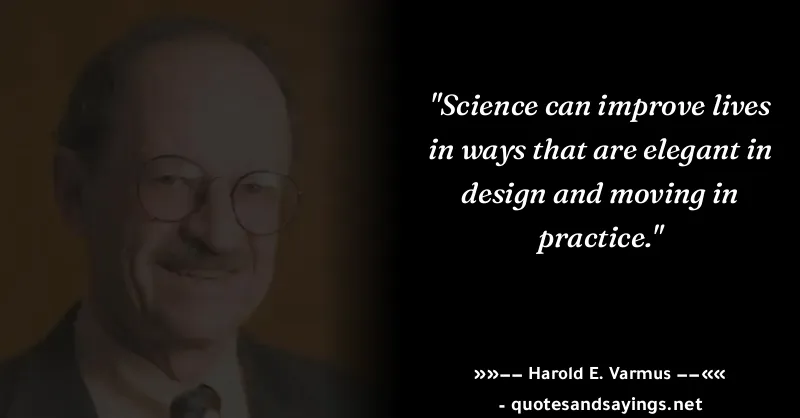 "Science can improve lives
in ways that are elegant in
design and moving in
practice."
»»−− Harold E. Varmus −−««
- quotesandsayings.net